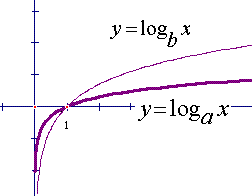 y = log_b x
y = log_a x
1